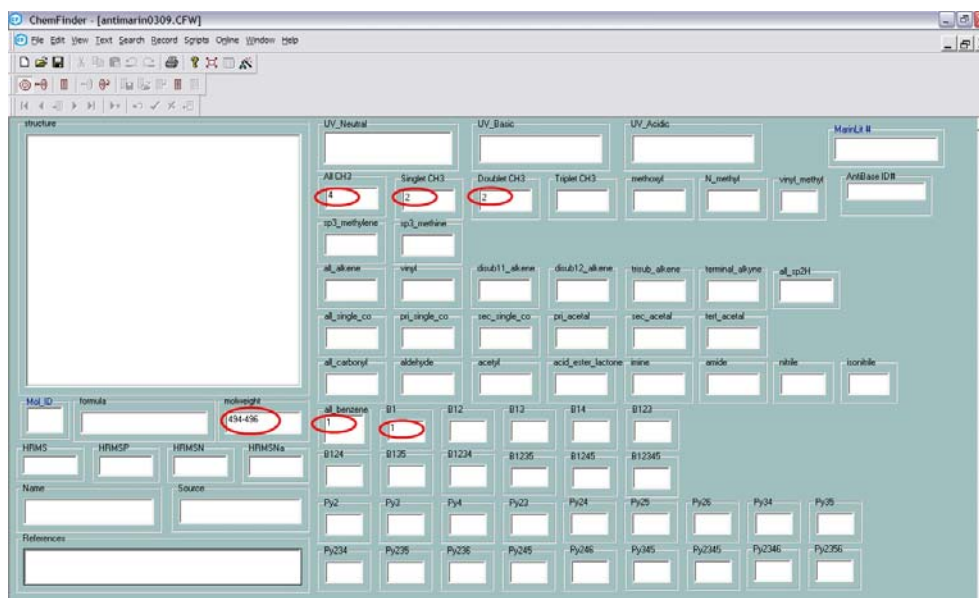 ChemFinder - [antimarin0309.CFW]
File Edit View Text Search Record Scripts Online Window Help
structure UV_Neutral UV_Basic UV_Acidic MarinLit #
All CH3 Singlet CH3 Doublet CH3 Triplet CH3 methoxyl N_methyl vinyl_methyl AntiBase ID#
4 2 2
sp3_methylene sp3_methine
all_alkene vinyl disub11_alkene disub12_alkene trisub_alkene terminal_alkyne all_sp2H
all_single_co pri_single_co sec_single_co pri_acetal sec_acetal tert_acetal
all_carbonyl aldehyde acetyl acid_ester_lactone imine amide nitrile isonitrile
Mol_ID formula molweight all_benzene B1 B12 B13 B14 B123
494-496 1 1
HRMS HRMSP HRMSN HRMSNa B124 B135 B1234 B1235 B1245 B12345
Name Source Py2 Py3 Py4 Py23 Py24 Py25 Py26 Py34 Py35
References Py234 Py235 Py236 Py245 Py246 Py345 Py2345 Py2346 Py2356